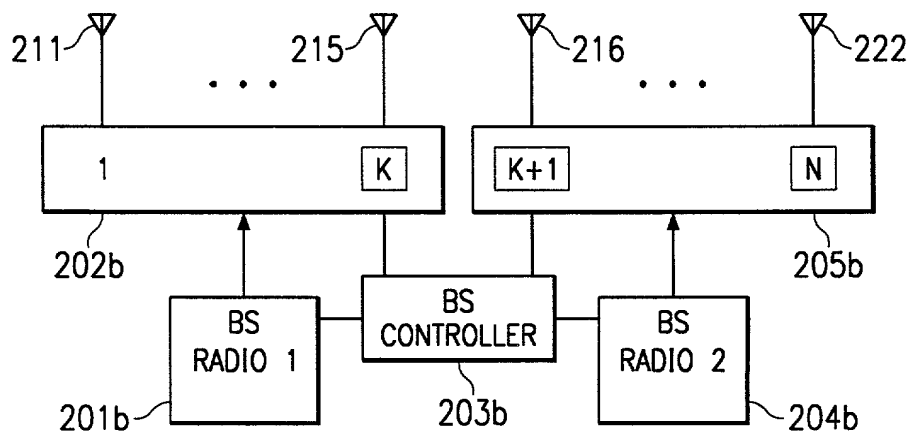 211 215 216 222
. . . . . .
1 K K+1 N
202b 205b
BS RADIO 1
BS CONTROLLER
BS RADIO 2
201b 203b 204b